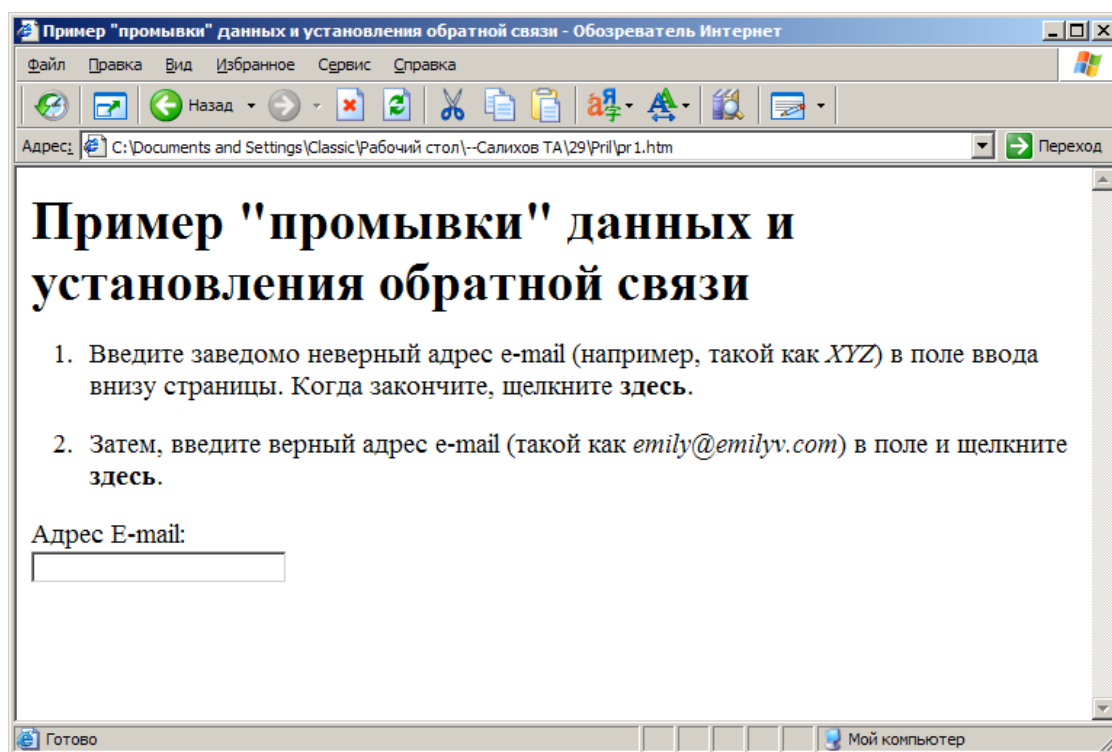 Пример "промывки" данных и установления обратной связи - Обозреватель Интернет
Файл Правка Вид Избранное Сервис Справка
Назад
Адрес: C:\Documents and Settings\Classic\Рабочий стол\--Салихов ТА\29\Pril\pr1.htm Переход
Пример "промывки" данных и
установления обратной связи
1. Введите заведомо неверный адрес e-mail (например, такой как XYZ) в поле ввода
внизу страницы. Когда закончите, щелкните здесь.
2. Затем, введите верный адрес e-mail (такой как emily@emilyv.com) в поле и щелкните
здесь.
Адрес E-mail:
Готово Мой компьютер